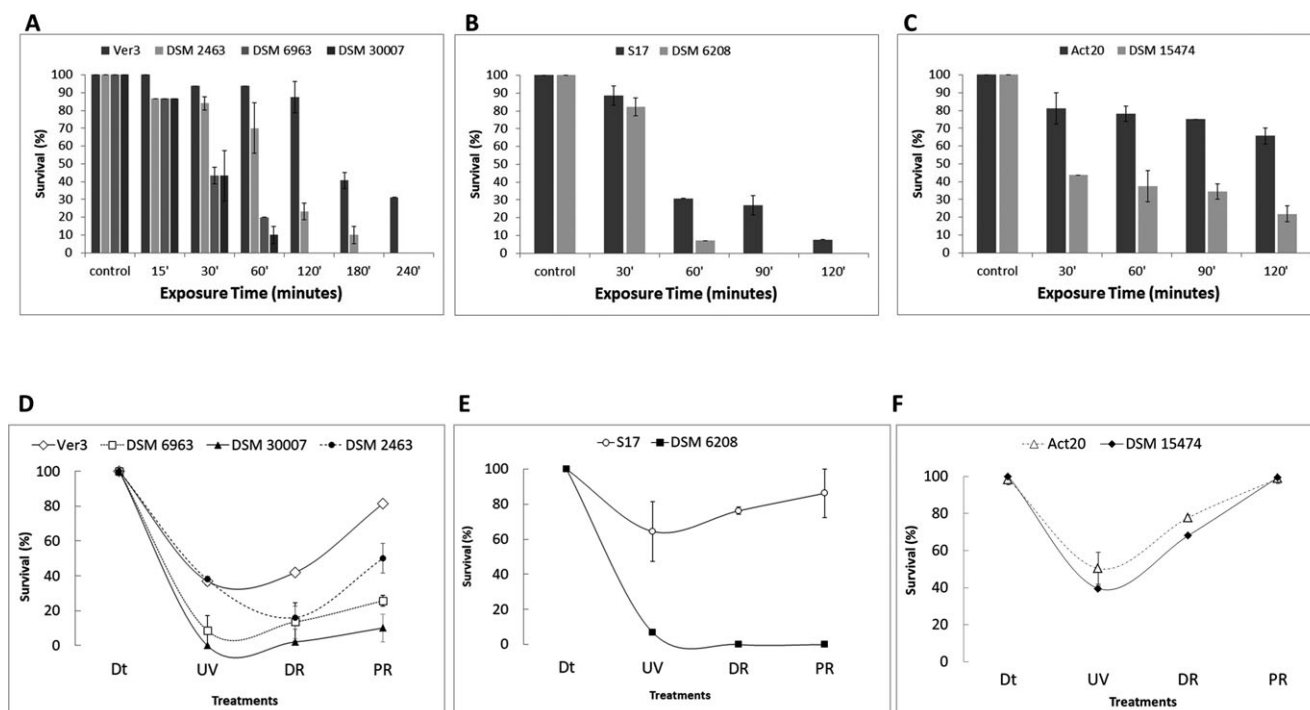 A
Ver3 DSM 2463 DSM 6963 DSM 30007
Survival (%)
100
90
80
70
60
50
40
30
20
10
0
control 15' 30' 60' 120' 180' 240'
Exposure Time (minutes)
B
S17 DSM 6208
Survival (%)
100
90
80
70
60
50
40
30
20
10
0
control 30' 60' 90' 120'
Exposure Time (minutes)
C
Act20 DSM 15474
Survival (%)
100
90
80
70
60
50
40
30
20
10
0
control 30' 60' 90' 120'
Exposure Time (minutes)
D
Ver3 DSM 6963 DSM 30007 DSM 2463
Survival (%)
100
80
60
40
20
0
Dt UV DR PR
Treatments
E
S17 DSM 6208
Survival (%)
100
80
60
40
20
0
Dt UV DR PR
Treatments
F
Act20 DSM 15474
Survival (%)
100
80
60
40
20
0
Dt UV DR PR
Treatments